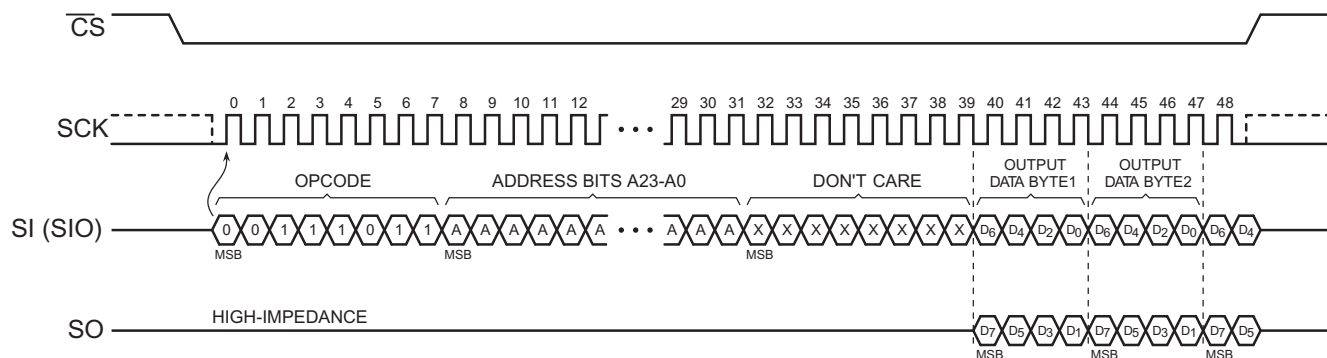 CS
0 1 2 3 4 5 6 7 8 9 10 11 12 29 30 31 32 33 34 35 36 37 38 39 40 41 42 43 44 45 46 47 48
SCK
OPCODE ADDRESS BITS A23-A0 DON'T CARE OUTPUT DATA BYTE1 OUTPUT DATA BYTE2
SI (SIO) 0 0 1 1 1 0 1 1 A A A A A A A A A X X X X X X X X D6 D4 D2 D0 D6 D4 D2 D0 D6 D4
MSB MSB MSB
HIGH-IMPEDANCE
SO D7 D5 D3 D1 D7 D5 D3 D1 D7 D5
MSB MSB MSB